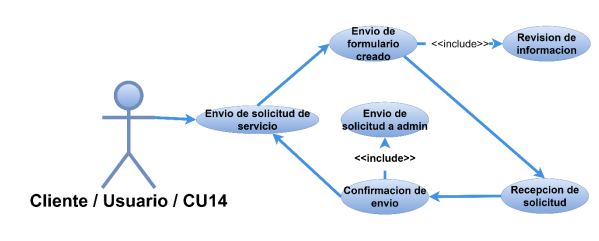 Envio de
formulario
creado
<<include>>
Revision de
informacion
Envio de solicitud de
servicio
Envio de
solicitud a admin
<<include>>
Confirmacion de
envio
Recepcion de
solicitud
Cliente / Usuario / CU14